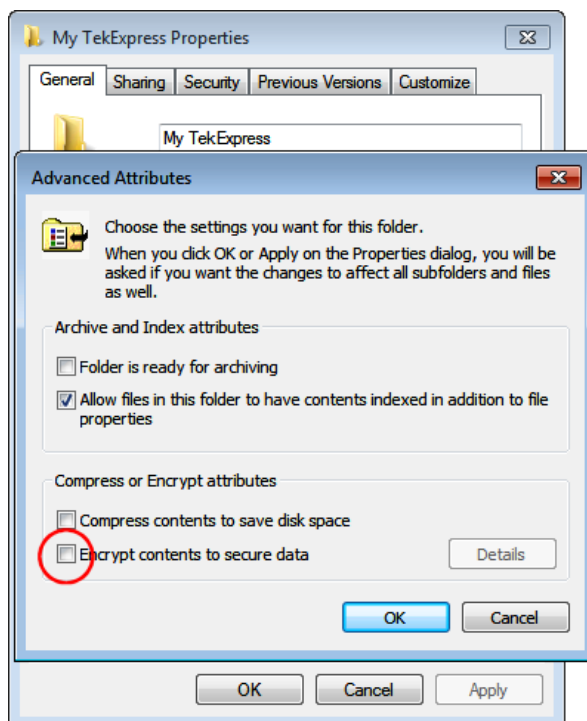 My TekExpress Properties
General Sharing Security Previous Versions Customize
My TekExpress
Advanced Attributes
Choose the settings you want for this folder.
When you click OK or Apply on the Properties dialog, you will be
asked if you want the changes to affect all subfolders and files
as well.
Archive and Index attributes
Folder is ready for archiving
Allow files in this folder to have contents indexed in addition to file
properties
Compress or Encrypt attributes
Compress contents to save disk space
Encrypt contents to secure data
Details
OK Cancel
OK Cancel Apply